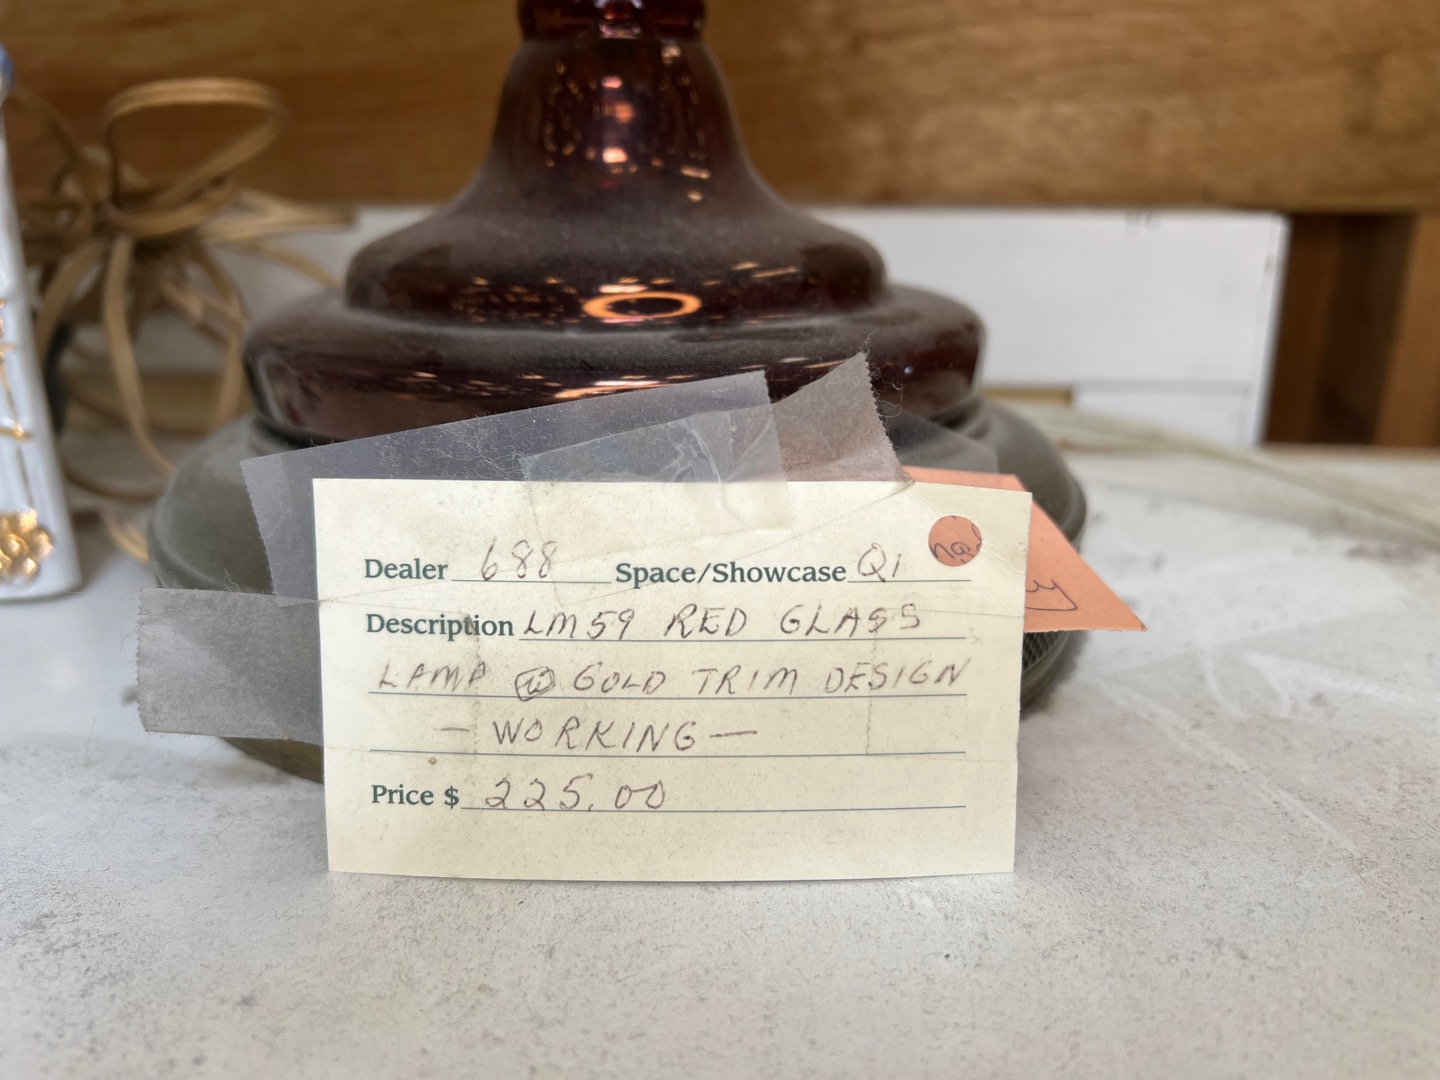 Dealer 688 Space/Showcase Q1
Description LM59 RED GLASS
LAMP W GOLD TRIM DESIGN
— WORKING —
Price $ 225.00